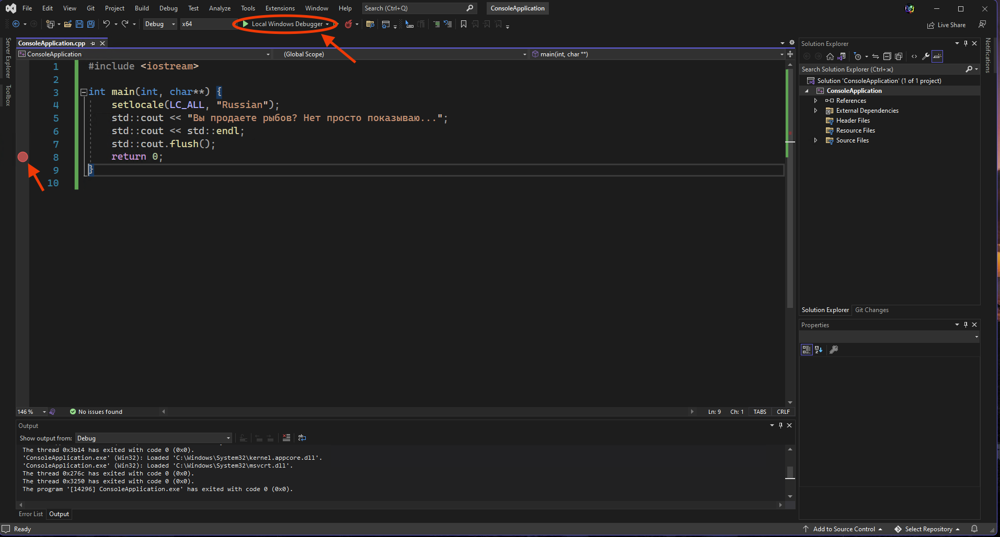 File Edit View Git Project Build Debug Test Analyze Tools Extensions Window Help Search (Ctrl+Q) ConsoleApplication
Debug x64 Local Windows Debugger Live Share
Server Explorer
Toolbox
ConsoleApplication.cpp
ConsoleApplication (Global Scope) main(int, char **)
1 #include <iostream>
2
3 int main(int, char**) {
4 setlocale(LC_ALL, "Russian");
5 std::cout << "Вы продаете рыбов? Нет просто показываю...";
6 std::cout << std::endl;
7 std::cout.flush();
8 return 0;
9 }
10
146 % No issues found Ln: 9 Ch: 1 TABS CRLF
Output
Show output from: Debug
The thread 0x3b14 has exited with code 0 (0x0).
'ConsoleApplication.exe' (Win32): Loaded 'C:\Windows\System32\kernel.appcore.dll'.
'ConsoleApplication.exe' (Win32): Loaded 'C:\Windows\System32\msvcrt.dll'.
The thread 0x276c has exited with code 0 (0x0).
The thread 0x3250 has exited with code 0 (0x0).
The program '[14296] ConsoleApplication.exe' has exited with code 0 (0x0).
Error List Output
Solution Explorer
Search Solution Explorer (Ctrl+ж)
Solution 'ConsoleApplication' (1 of 1 project)
ConsoleApplication
References
External Dependencies
Header Files
Resource Files
Source Files
Solution Explorer Git Changes
Properties
Notifications
Ready Add to Source Control Select Repository